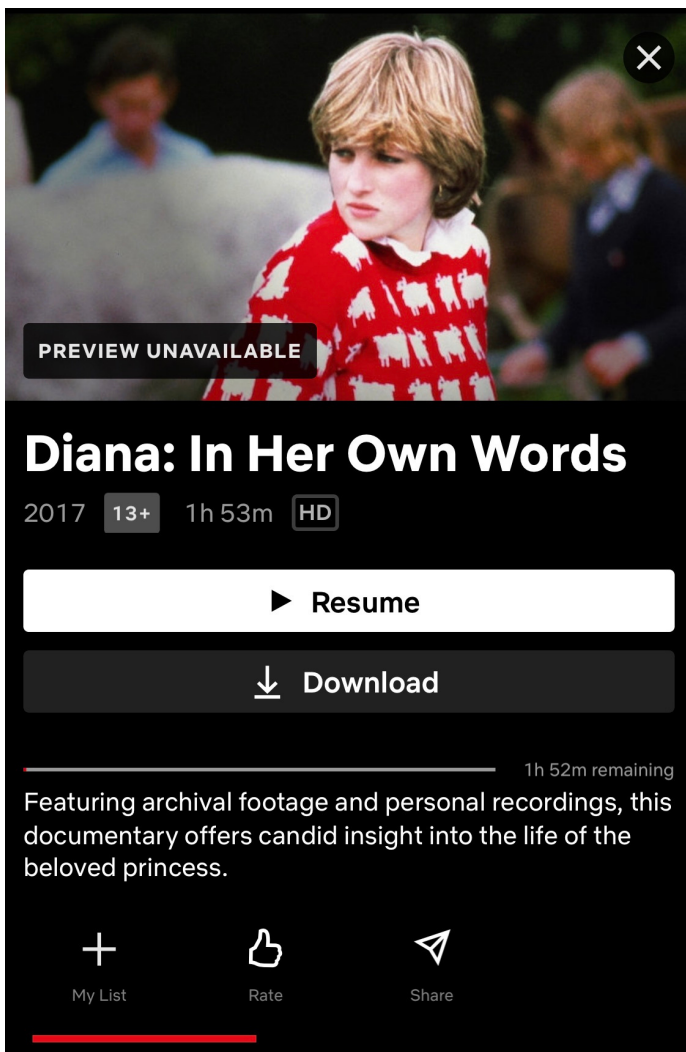 PREVIEW UNAVAILABLE
Diana: In Her Own Words
2017 13+ 1h 53m HD
Resume
Download
1h 52m remaining
Featuring archival footage and personal recordings, this
documentary offers candid insight into the life of the
beloved princess.
My List Rate Share